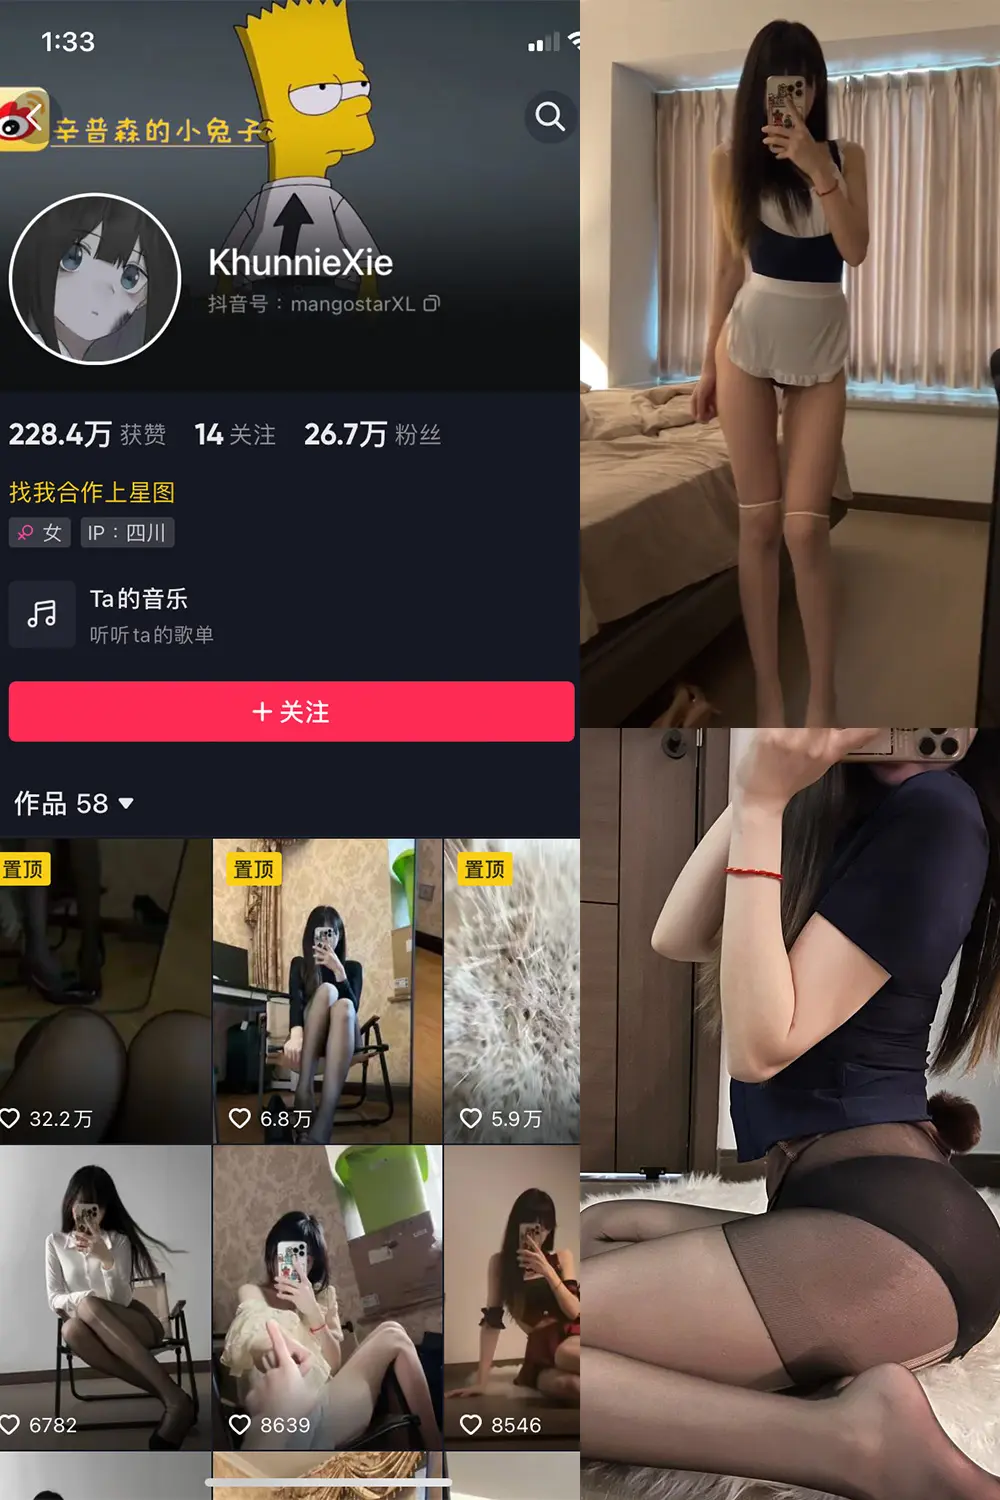 1:33
辛普森的小兔子
KhunnieXie
抖音号：mangostarXL
228.4万 获赞 14 关注 26.7万 粉丝
找我合作上星图
女 IP：四川
Ta的音乐
听听ta的歌单
+ 关注
作品 58
置顶 置顶 置顶
32.2万 6.8万 5.9万
6782 8639 8546